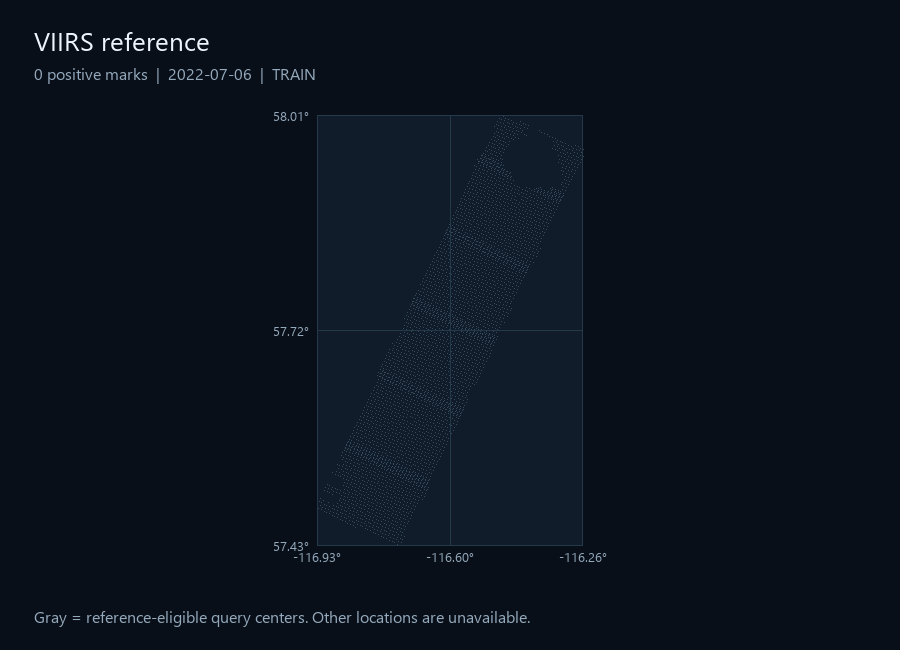 VIIRS reference
0 positive marks | 2022-07-06 | TRAIN
58.01°
57.72°
57.43°
-116.93° -116.60° -116.26°
Gray = reference-eligible query centers. Other locations are unavailable.